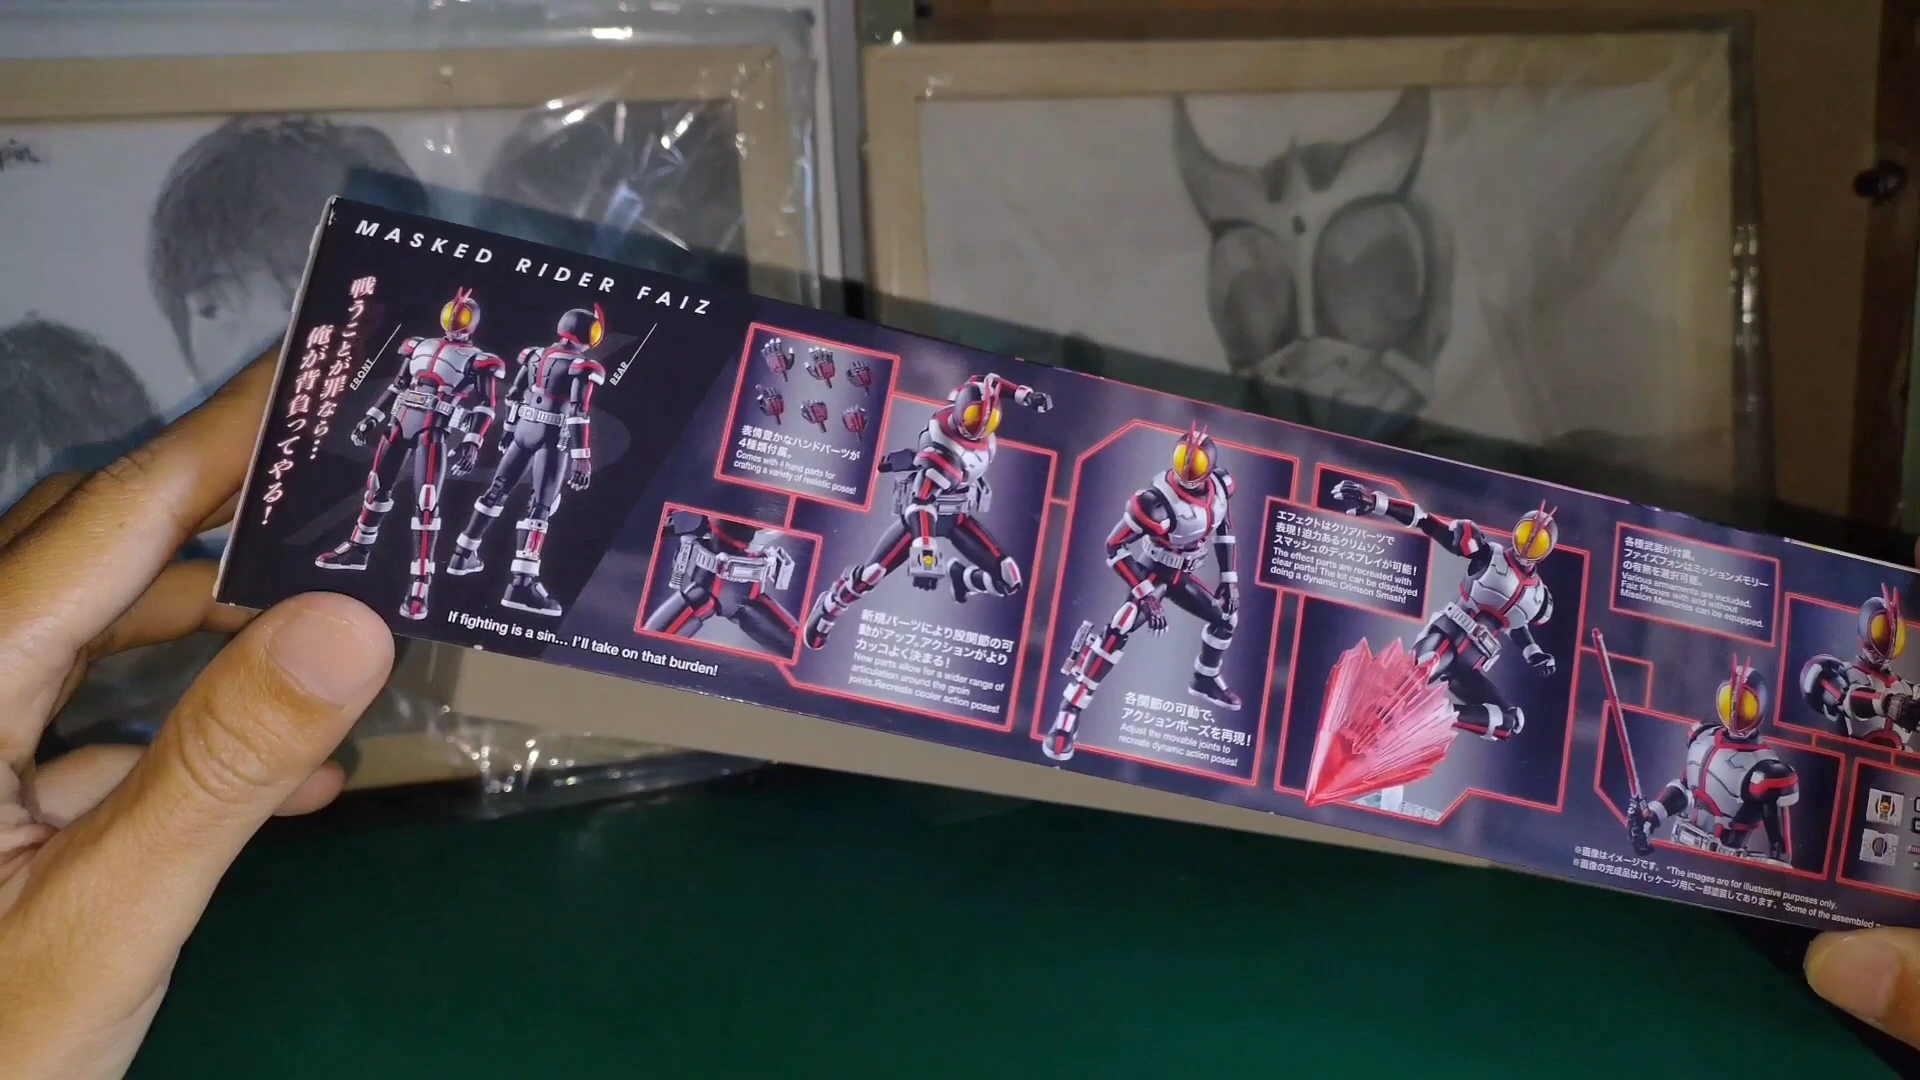 MASKED RIDER FAIZ
戦うことが罪なら…
俺が背負ってやる!
FRONT
REAR
If fighting is a sin... I'll take on that burden!
表情豊かなハンドパーツが
4種類付属。
Comes with 4 hand parts for
crafting a variety of realistic poses!
新規パーツにより股関節の可
動がアップ。アクションがより
カッコよく決まる!
New parts allow for a wider range of
articulation around the groin
joints.Recreate cooler action poses!
各関節の可動で、
アクションポーズを再現!
Adjust the movable joints to
recreate dynamic action poses!
エフェクトはクリアパーツで
表現!迫力あるクリムゾン
スマッシュのディスプレイが可能!
The effect parts are recreated with
clear parts! The kit can be displayed
doing a dynamic Crimson Smash!
各種武装が付属。
ファイズフォンはミッションメモリー
の有無を選択可能。
Various armaments are included.
Faiz Phones with and without
Mission Memories can be equipped.
※画像はイメージです。 *The images are for illustrative purposes only.
※画像の完成品はパッケージ用に一部塗装してあります。 *Some of the assembled